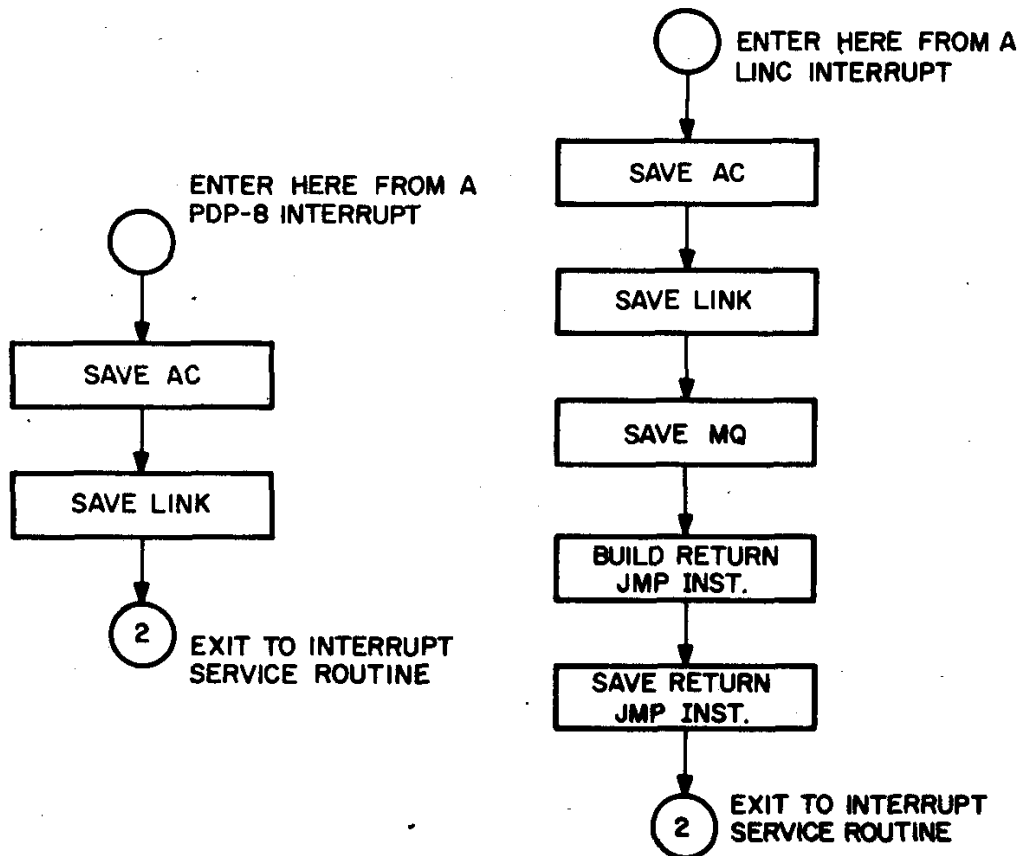 ENTER HERE FROM A
PDP-8 INTERRUPT
SAVE AC
SAVE LINK
2
EXIT TO INTERRUPT
SERVICE ROUTINE
ENTER HERE FROM A
LINC INTERRUPT
SAVE AC
SAVE LINK
SAVE MQ
BUILD RETURN
JMP INST.
SAVE RETURN
JMP INST.
2
EXIT TO INTERRUPT
SERVICE ROUTINE